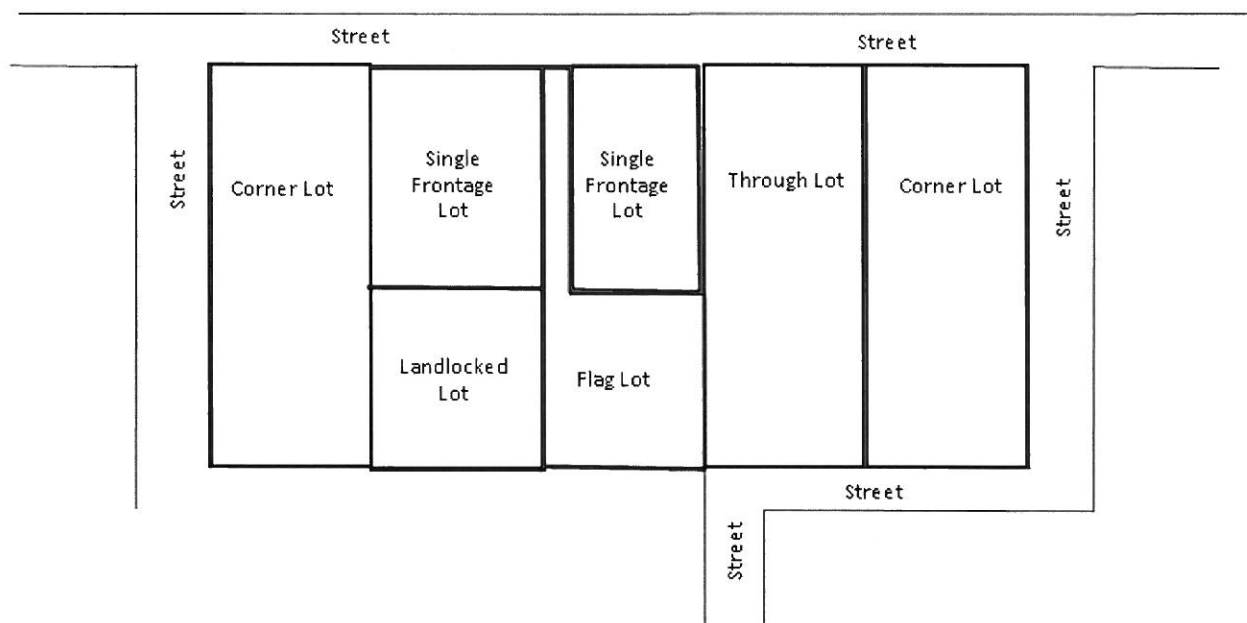 Street
Street
Street
Corner Lot
Single
Frontage
Lot
Single
Frontage
Lot
Through Lot
Corner Lot
Street
Landlocked
Lot
Flag Lot
Street
Street